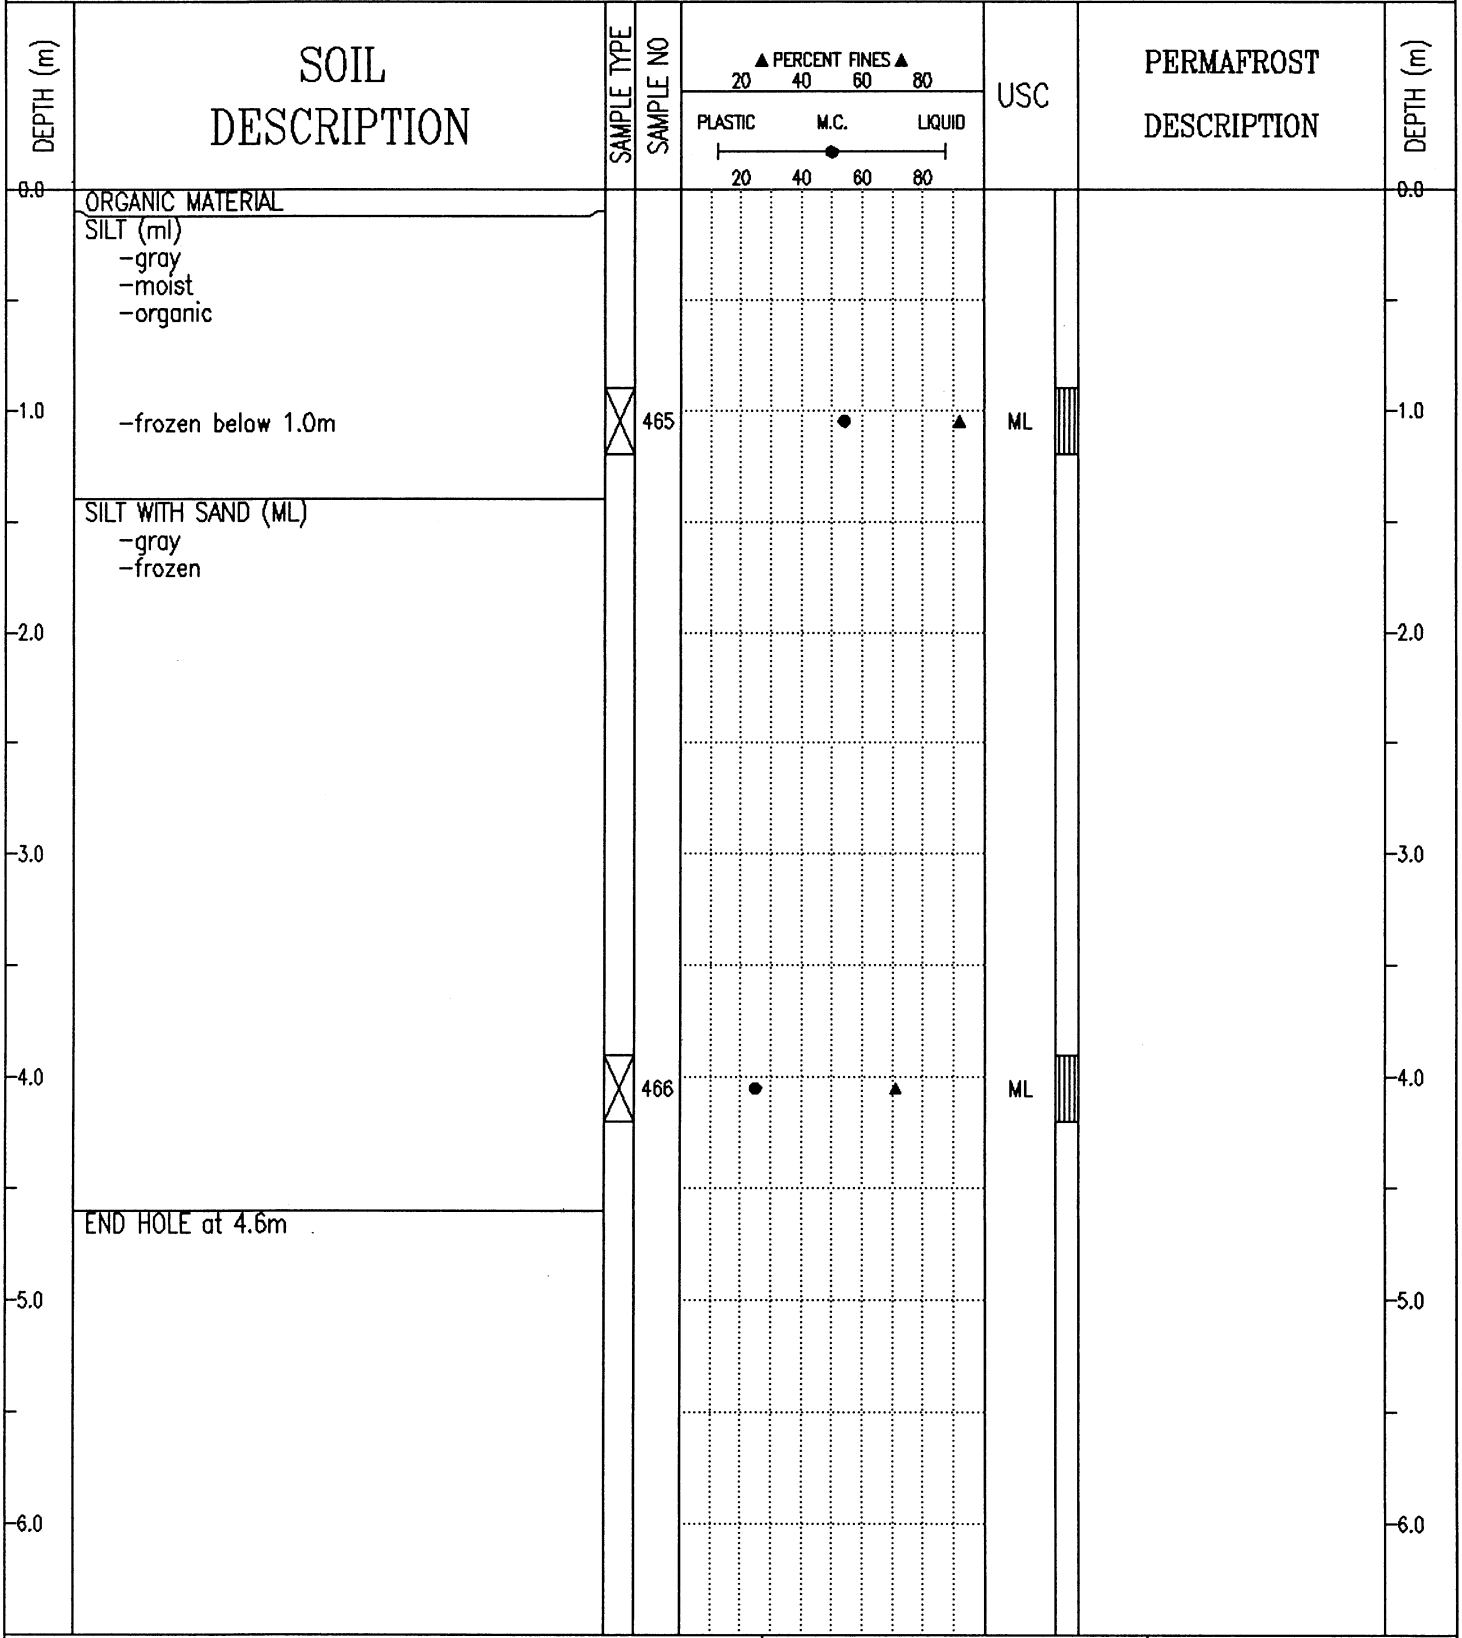 DEPTH (m)
SOIL
DESCRIPTION
SAMPLE TYPE
SAMPLE NO
▲ PERCENT FINES ▲
20 40 60 80
PLASTIC M.C. LIQUID
20 40 60 80
USC
PERMAFROST
DESCRIPTION
DEPTH (m)
0.0 0.0
ORGANIC MATERIAL
SILT (ml)
-gray
-moist
-organic
1.0 -frozen below 1.0m 465 ML 1.0
SILT WITH SAND (ML)
-gray
-frozen
2.0 2.0
3.0 3.0
4.0 466 ML 4.0
END HOLE at 4.6m
5.0 5.0
6.0 6.0